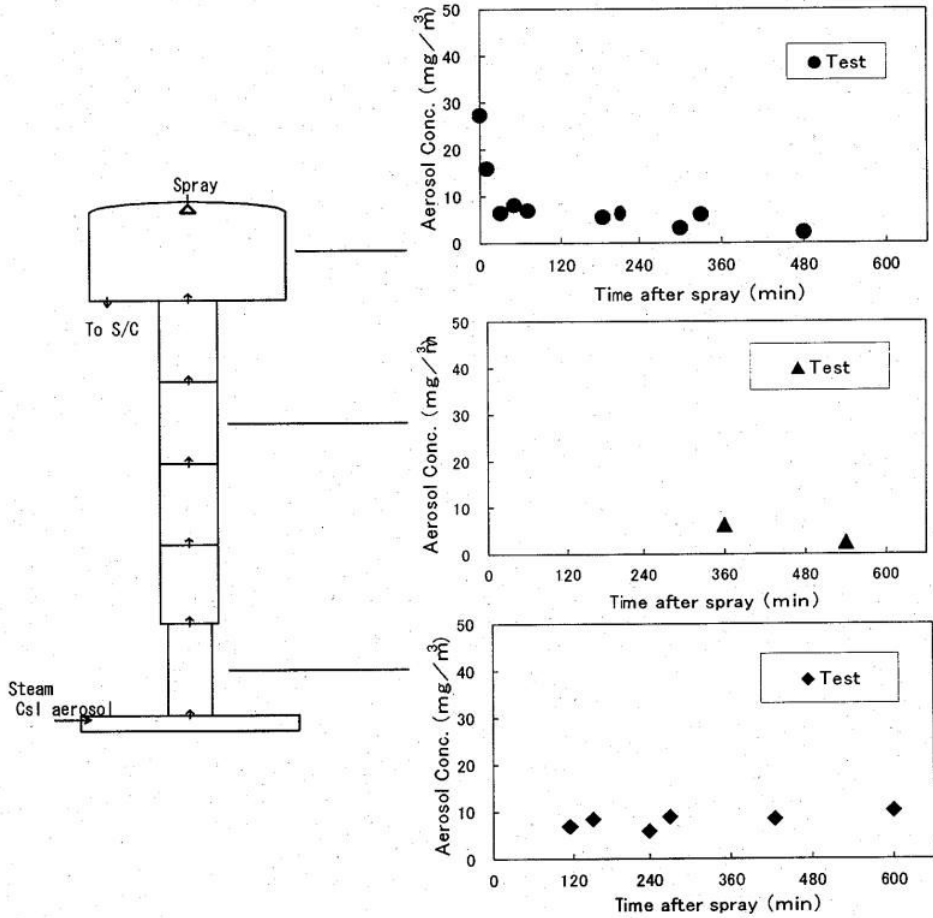 Spray
To S/C
Steam
CsI aerosol
Aerosol Conc. (mg/m³)
50
40
30
20
10
0
● Test
0 120 240 360 480 600
Time after spray (min)
Aerosol Conc. (mg/m³)
50
40
30
20
10
0
▲ Test
0 120 240 360 480 600
Time after spray (min)
Aerosol Conc. (mg/m³)
50
40
30
20
10
0
◆ Test
0 120 240 360 480 600
Time after spray (min)